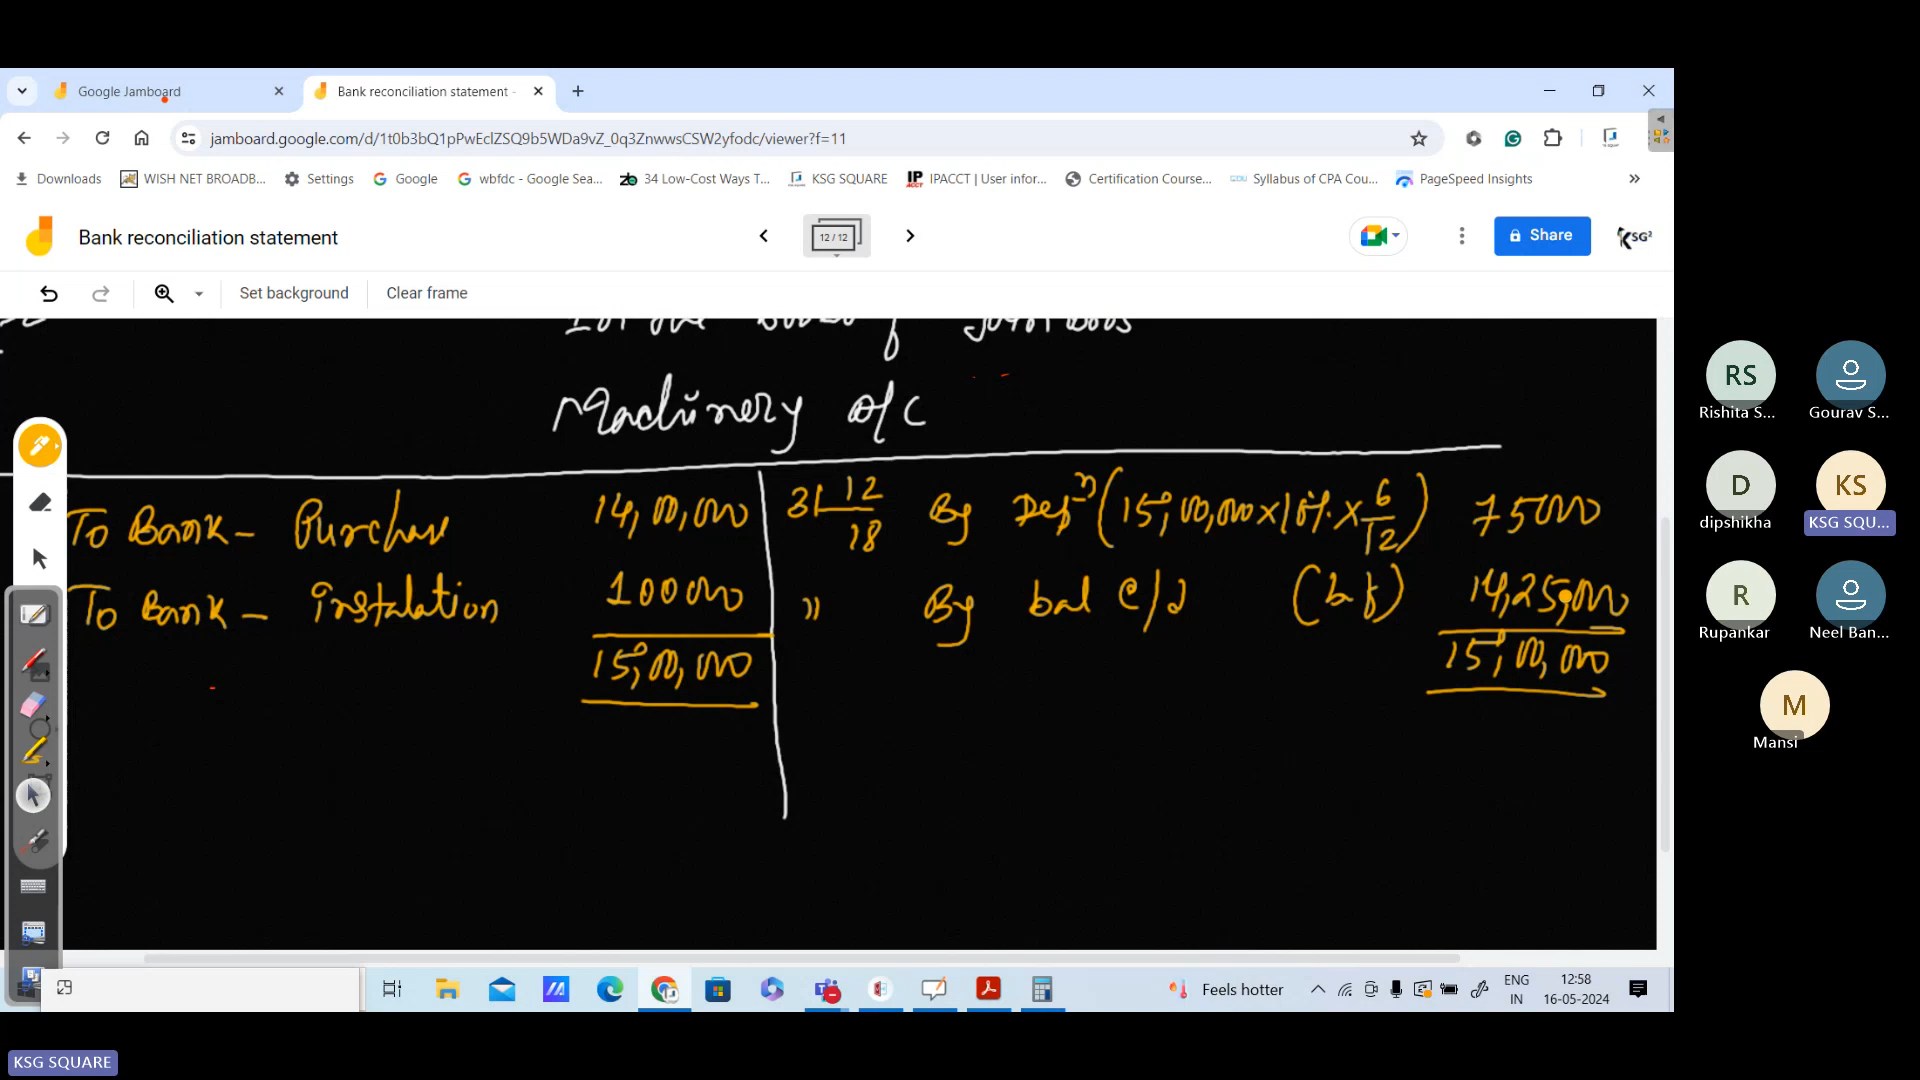 Google Jamboard
Bank reconciliation statement -
jamboard.google.com/d/1t0b3bQ1pPwEclZSQ9b5WDa9vZ_0q3ZnwwsCSW2yfodc/viewer?f=11
Downloads WISH NET BROADB... Settings Google wbfdc - Google Sea... 34 Low-Cost Ways T... KSG SQUARE IPACCT | User infor... Certification Course... Syllabus of CPA Cou... PageSpeed Insights
Bank reconciliation statement
12 / 12
Share
KSG²
Set background Clear frame
Machinery A/C
To Bank - Purchase 14,00,000
31 12/18 By Depn (15,00,000 x 10% x 6/12) 75000
To Bank - instalation 100000
" By bal c/d (b f) 14,25,000
15,00,000
15,00,000
RS
Rishita S...
Gourav S...
D
dipshikha
KS
KSG SQU...
R
Rupankar
Neel Ban...
M
Mansi
Feels hotter
ENG
IN
12:58
16-05-2024
KSG SQUARE